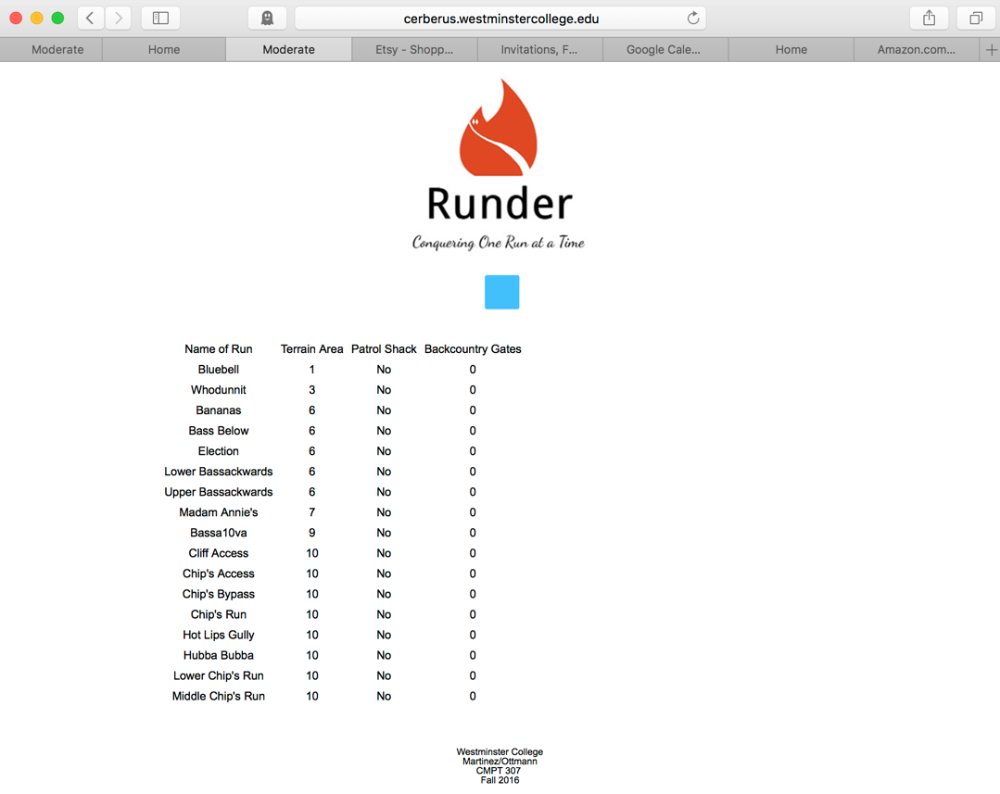 cerberus.westminstercollege.edu
Moderate Home Moderate Etsy - Shopp... Invitations, F... Google Cale... Home Amazon.com...
Runder
Conquering One Run at a Time
Name of Run Terrain Area Patrol Shack Backcountry Gates
Bluebell 1 No 0
Whodunnit 3 No 0
Bananas 6 No 0
Bass Below 6 No 0
Election 6 No 0
Lower Bassackwards 6 No 0
Upper Bassackwards 6 No 0
Madam Annie's 7 No 0
Bassa10va 9 No 0
Cliff Access 10 No 0
Chip's Access 10 No 0
Chip's Bypass 10 No 0
Chip's Run 10 No 0
Hot Lips Gully 10 No 0
Hubba Bubba 10 No 0
Lower Chip's Run 10 No 0
Middle Chip's Run 10 No 0
Westminster College
Martinez/Ottmann
CMPT 307
Fall 2016